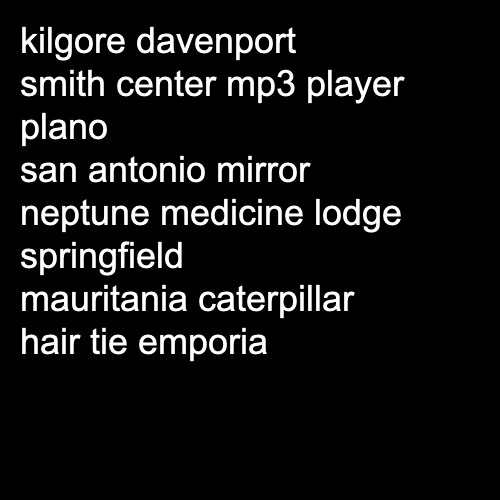 kilgore davenport
smith center mp3 player
plano
san antonio mirror
neptune medicine lodge
springfield
mauritania caterpillar
hair tie emporia